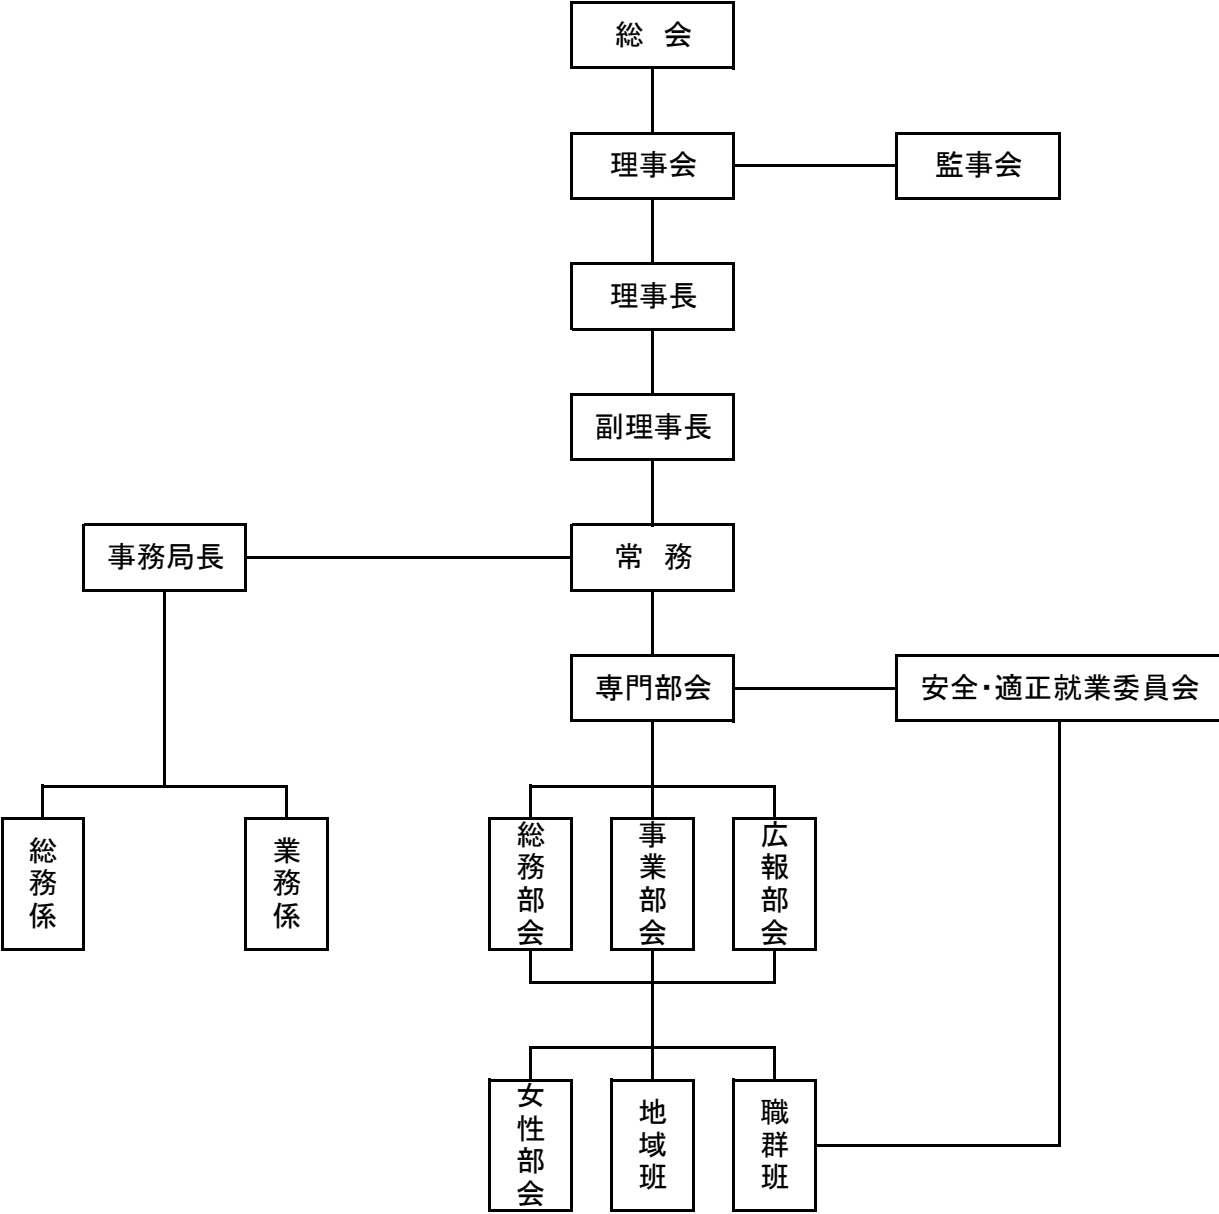 総　会
理事会
監事会
理事長
副理事長
事務局長
常　務
専門部会
安全・適正就業委員会
総務係
業務係
総務部会
事業部会
広報部会
女性部会
地域班
職群班